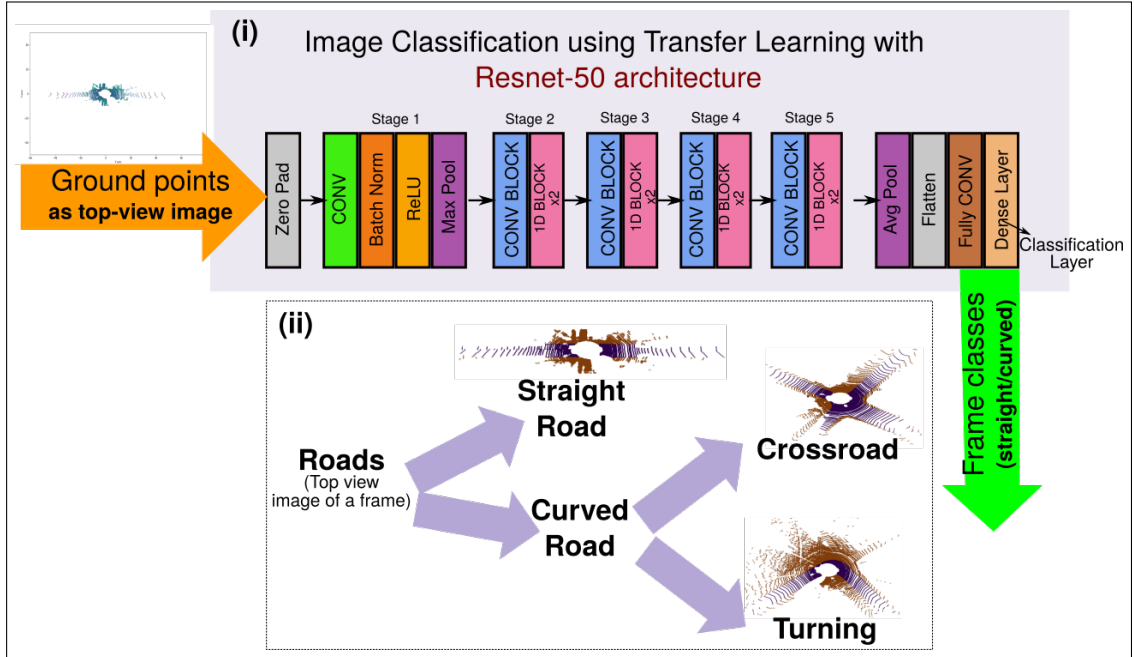 (i)
Image Classification using Transfer Learning with
Resnet-50 architecture
Ground points
as top-view image
Stage 1
Stage 2
Stage 3
Stage 4
Stage 5
Zero Pad
CONV
Batch Norm
ReLU
Max Pool
CONV BLOCK
1D BLOCK
x2
CONV BLOCK
1D BLOCK
x2
CONV BLOCK
1D BLOCK
x2
CONV BLOCK
1D BLOCK
x2
Avg Pool
Flatten
Fully CONV
Dense Layer
Classification
Layer
Frame classes
(straight/curved)
(ii)
Roads
(Top view
image of a frame)
Straight
Road
Curved
Road
Crossroad
Turning